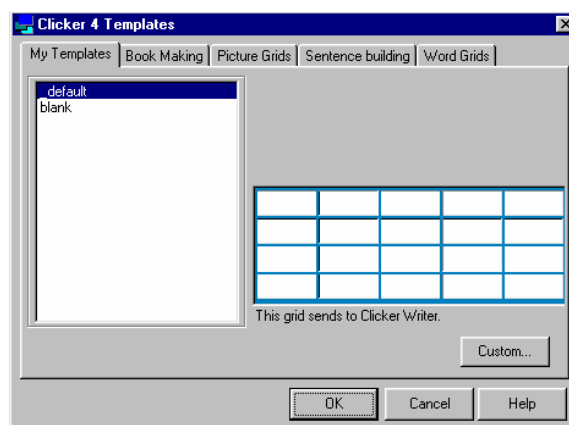 Clicker 4 Templates
My Templates Book Making Picture Grids Sentence building Word Grids
_default
blank
This grid sends to Clicker Writer.
Custom...
OK Cancel Help